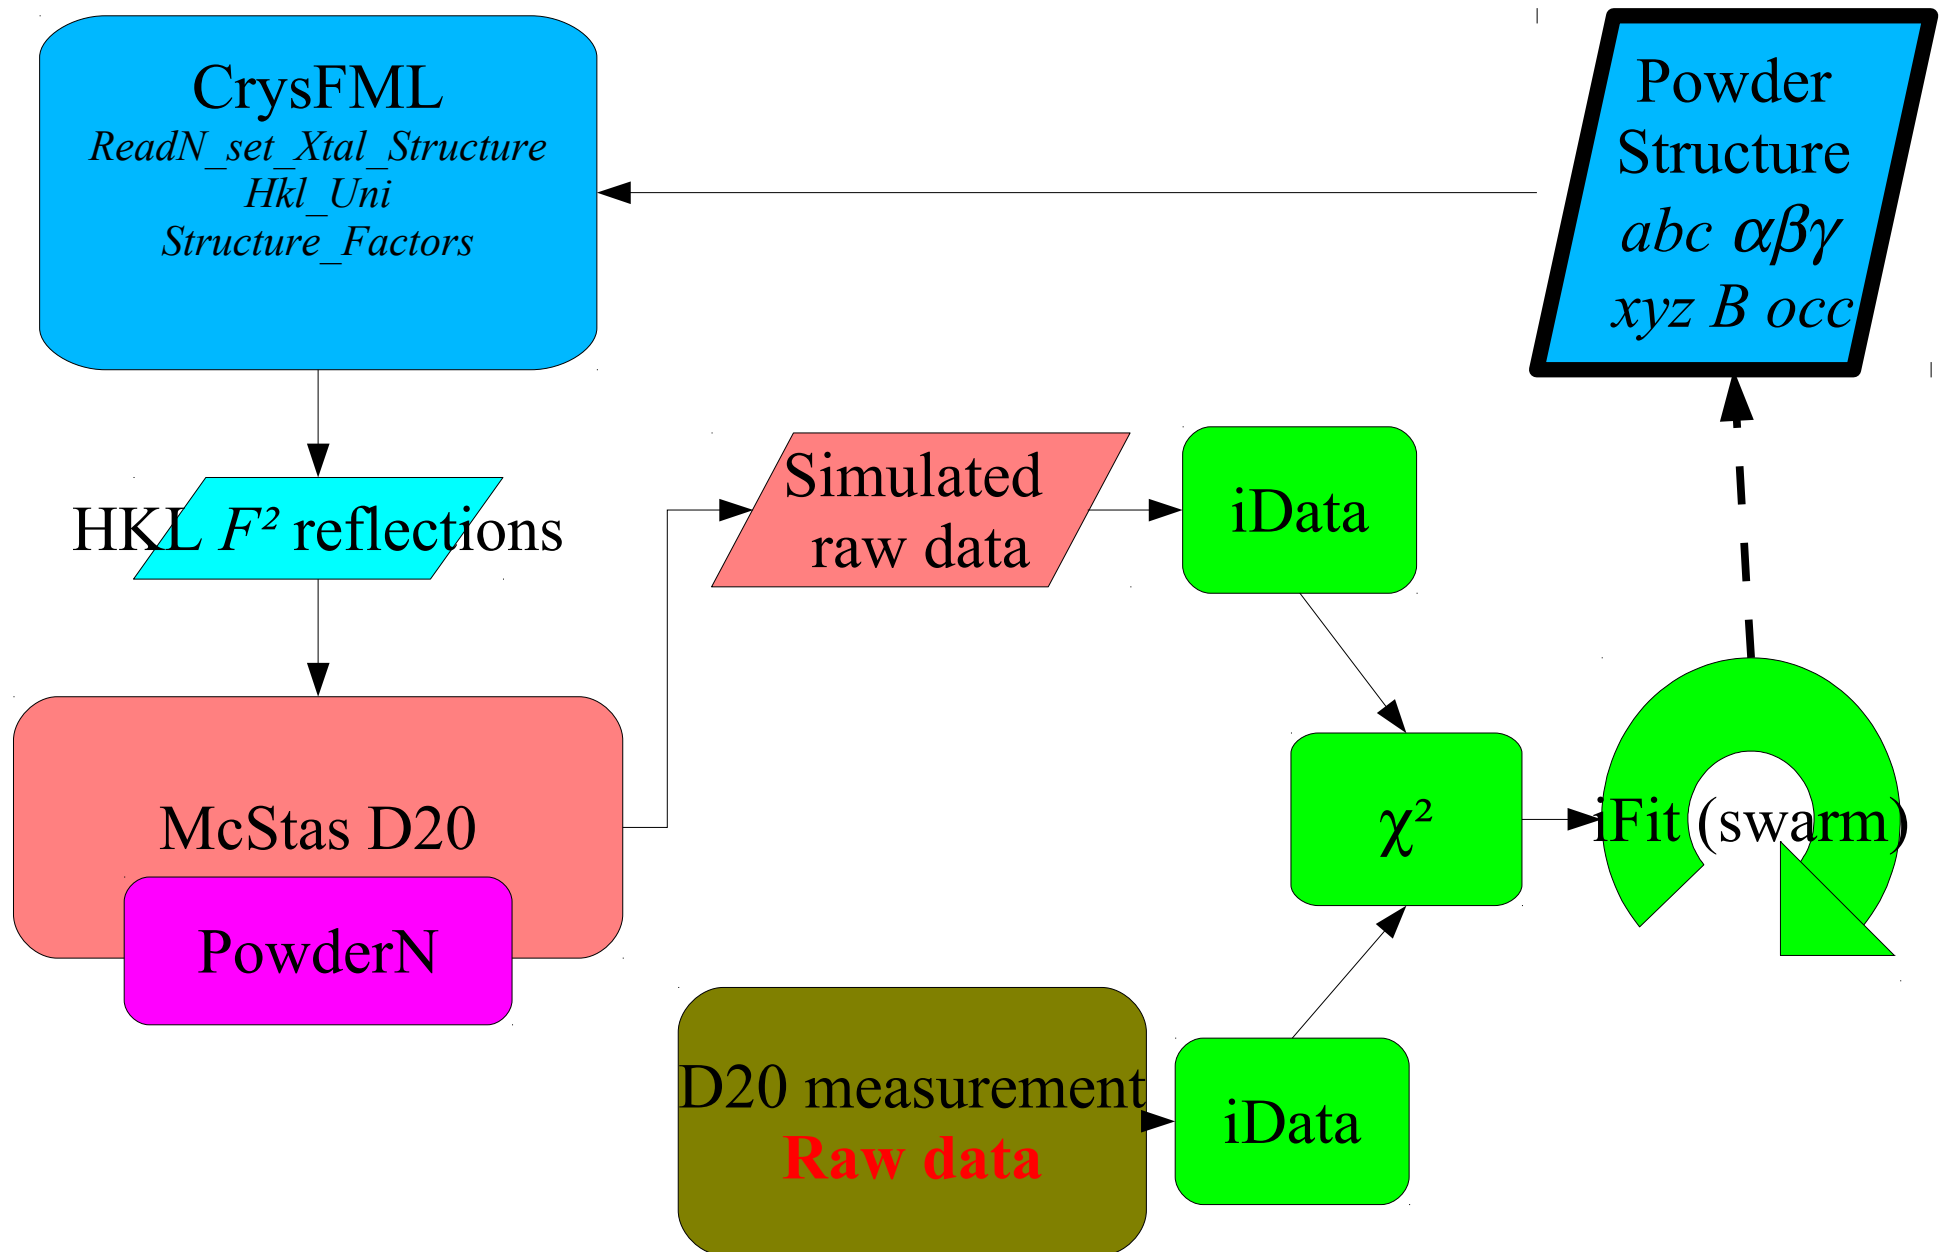 CrysFML
ReadN_set_Xtal_Structure
Hkl_Uni
Structure_Factors
Powder
Structure
abc αβγ
xyz B occ
HKL F² reflections
Simulated
raw data
iData
McStas D20
PowderN
χ²
iFit (swarm)
D20 measurement
Raw data
iData